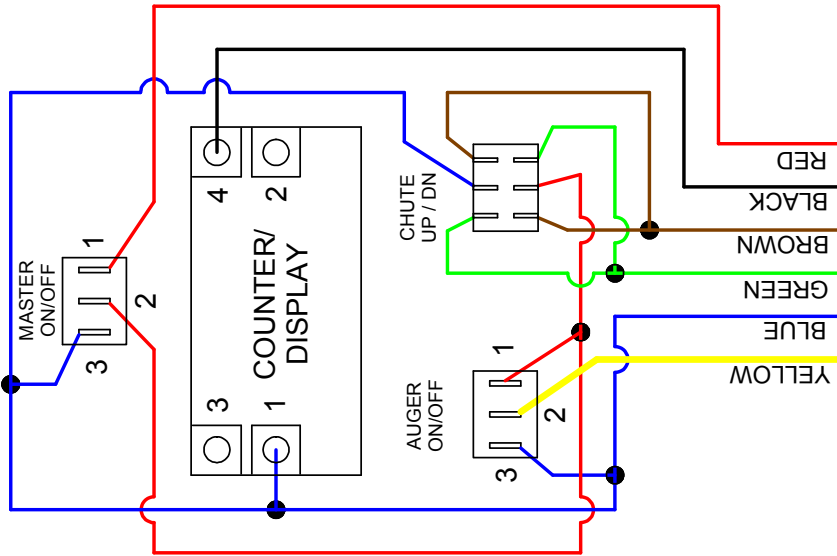 MASTER
ON/OFF
1
2
3
4
2
COUNTER/
DISPLAY
3
1
CHUTE
UP / DN
AUGER
ON/OFF
1
2
3
RED
BLACK
BROWN
GREEN
BLUE
YELLOW